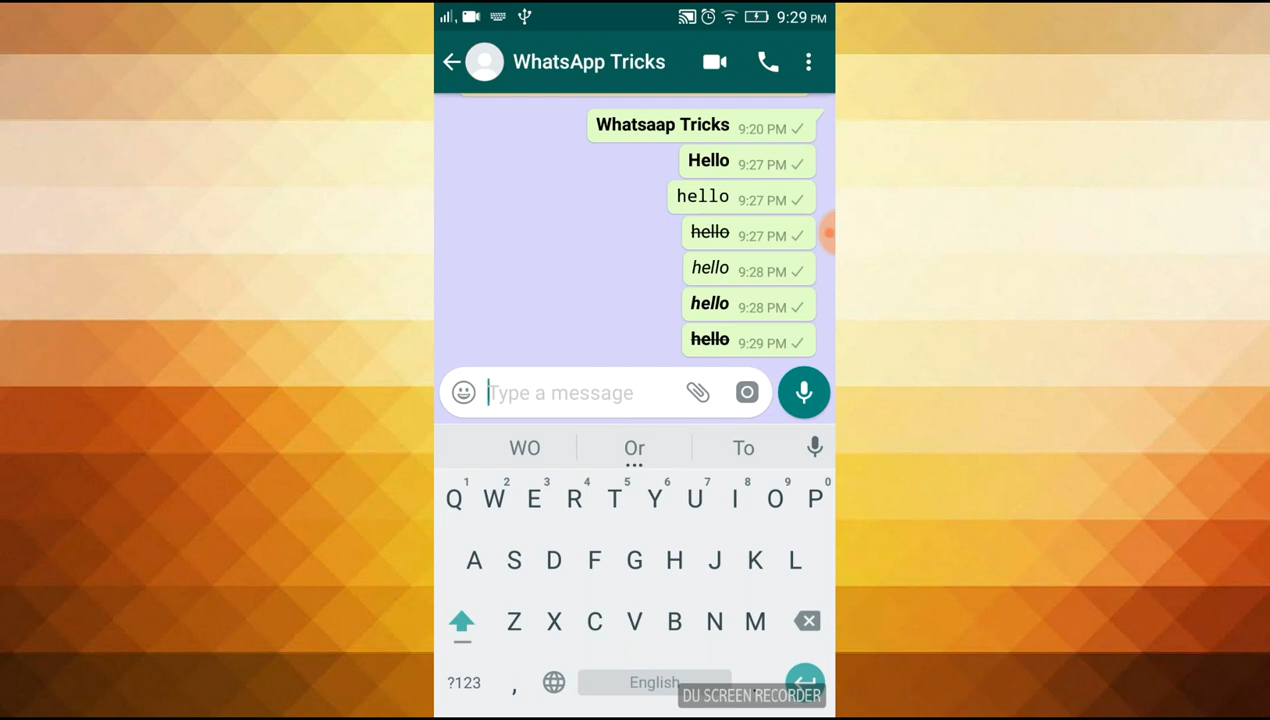 9:29 PM
WhatsApp Tricks
Whatsaap Tricks 9:20 PM
Hello 9:27 PM
hello 9:27 PM
hello 9:27 PM
hello 9:28 PM
hello 9:28 PM
hello 9:29 PM
Type a message
WO Or To
1 2 3 4 5 6 7 8 9 0
Q W E R T Y U I O P
A S D F G H J K L
Z X C V B N M
?123 , English
DU SCREEN RECORDER